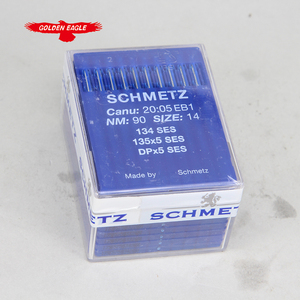 GOLDEN EAGLE
SCHMETZ
Canu: 20:05 EB1
NM: 90 SIZE: 14
134 SES
135x5 SES
DPx5 SES
Made by Schmetz
METZ SCHMETZ